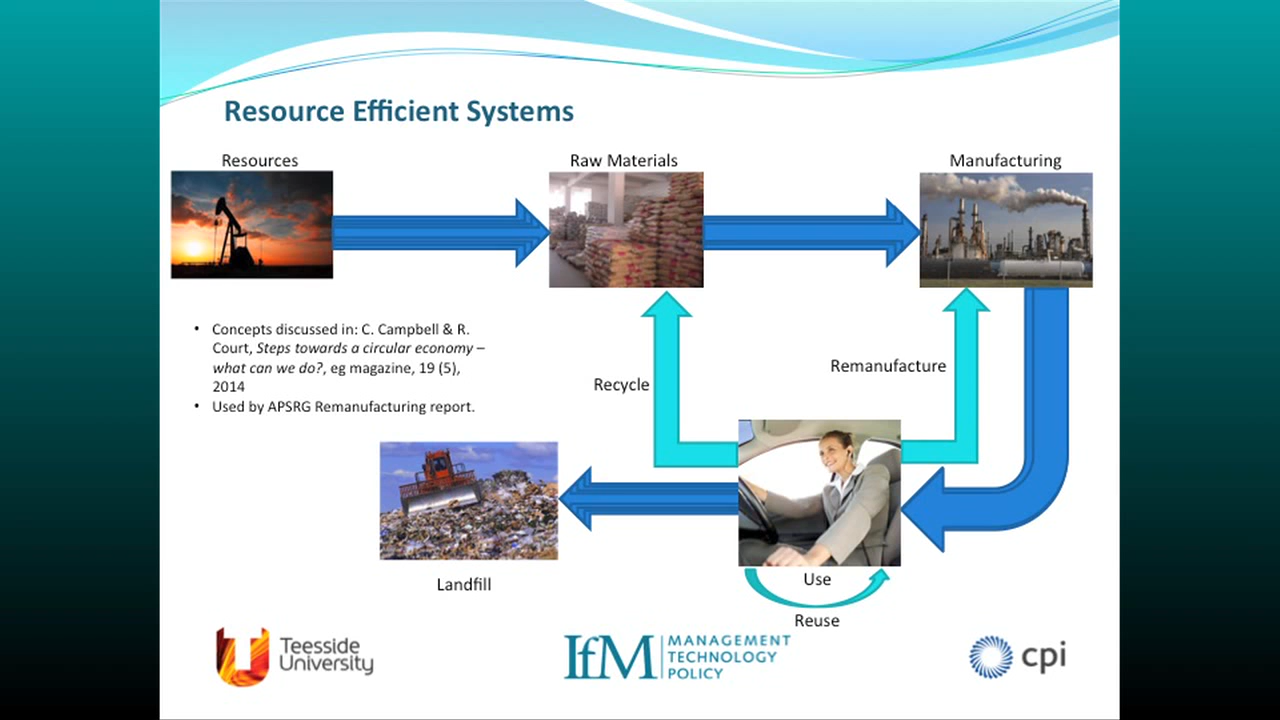 Resource Efficient Systems
Resources
Raw Materials
Manufacturing
• Concepts discussed in: C. Campbell & R.
Court, Steps towards a circular economy –
what can we do?, eg magazine, 19 (5),
2014
• Used by APSRG Remanufacturing report.
Recycle
Remanufacture
Landfill
Use
Reuse
Teesside
University
IfM
MANAGEMENT
TECHNOLOGY
POLICY
cpi